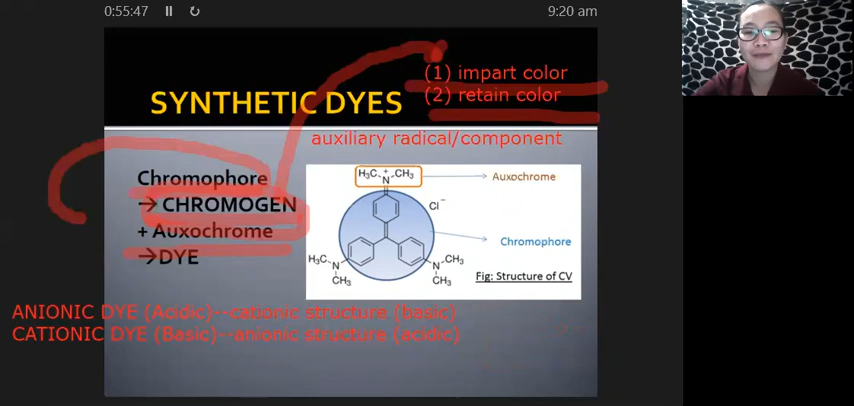 0:55:47
9:20 am
(1) impart color
(2) retain color
SYNTHETIC DYES
auxiliary radical/component
Chromophore
→ CHROMOGEN
+ Auxochrome
→DYE
H₃C CH₃
N⁺
Auxochrome
Cl⁻
Chromophore
H₃C N CH₃
N CH₃ CH₃
Fig: Structure of CV
ANIONIC DYE (Acidic)--cationic structure (basic)
CATIONIC DYE (Basic)--anionic structure (acidic)